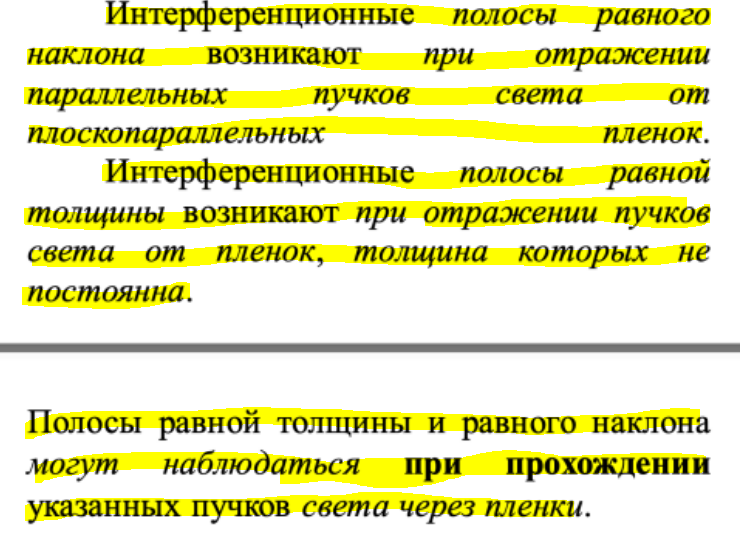 Интерференционные полосы равного
наклона возникают при отражении
параллельных пучков света от
плоскопараллельных пленок.
Интерференционные полосы равной
толщины возникают при отражении пучков
света от пленок, толщина которых не
постоянна.
Полосы равной толщины и равного наклона
могут наблюдаться при прохождении
указанных пучков света через пленки.